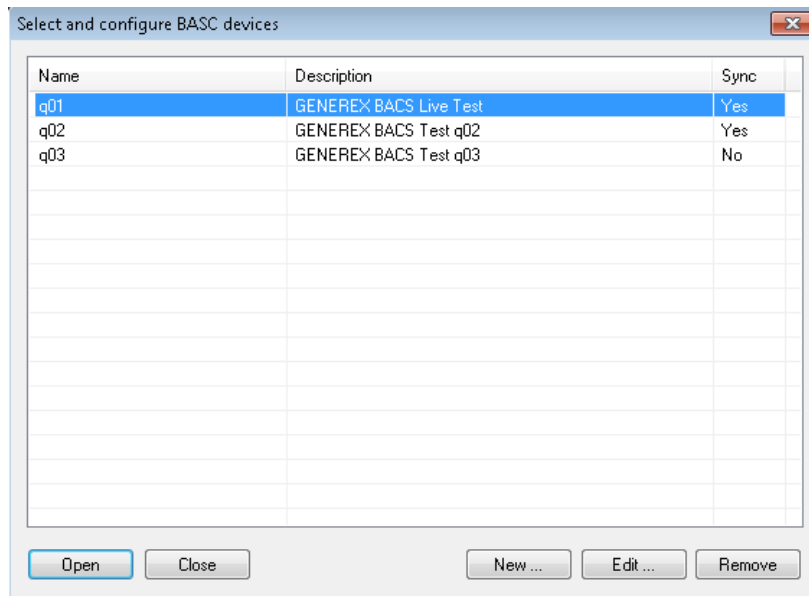 Select and configure BASC devices
Name Description Sync
q01 GENEREX BACS Live Test Yes
q02 GENEREX BACS Test q02 Yes
q03 GENEREX BACS Test q03 No
Open Close New ... Edit ... Remove